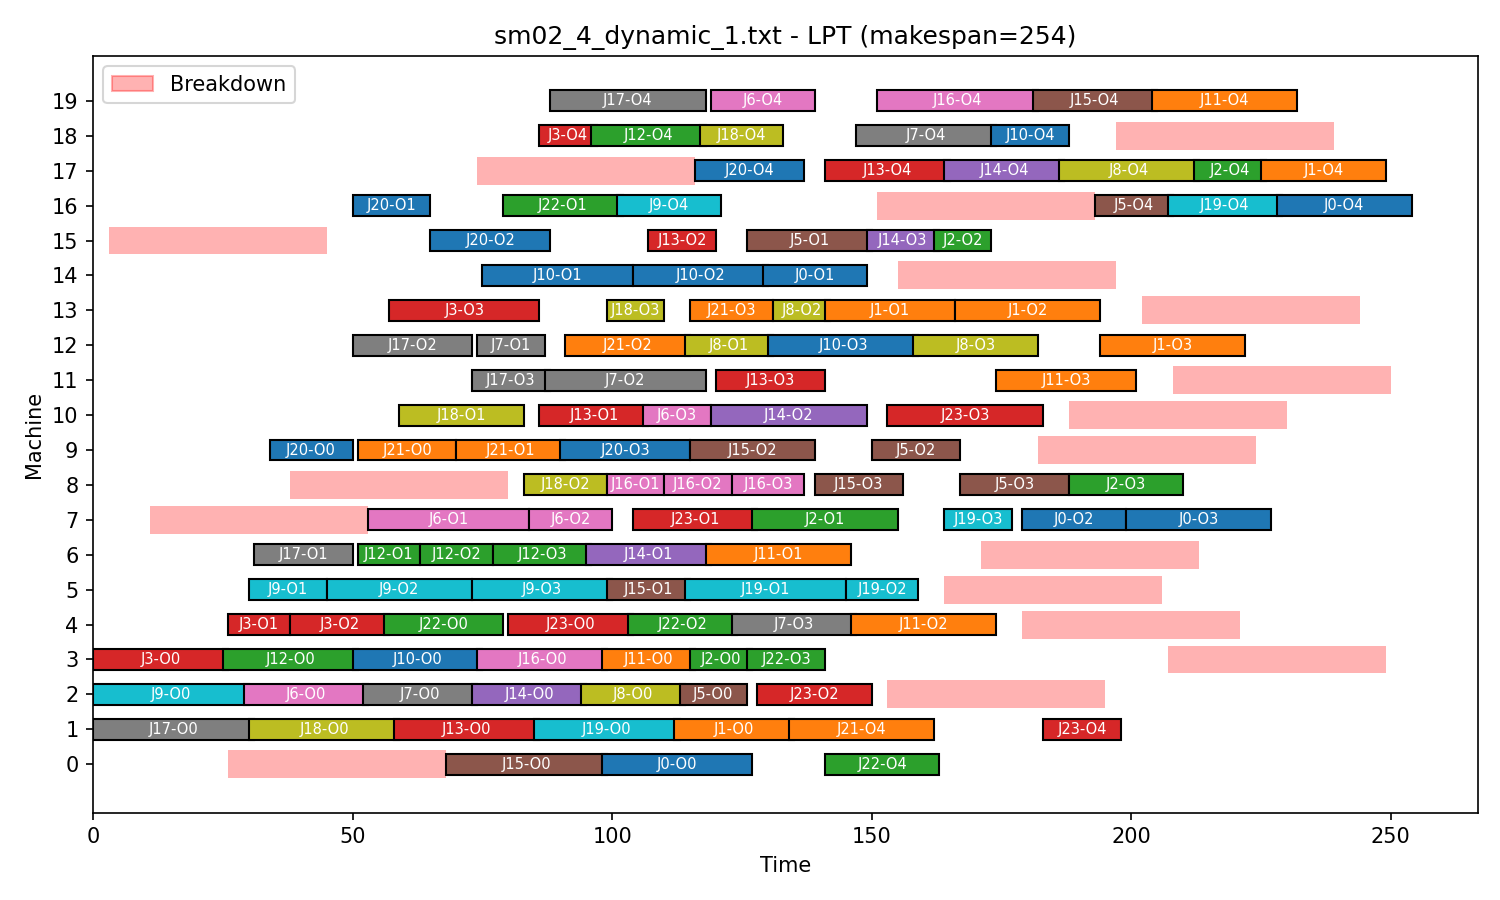 sm02_4_dynamic_1.txt - LPT (makespan=254)
Breakdown
Machine
19 J17-O4 J6-O4 J16-O4 J15-O4 J11-O4
18 J3-O4 J12-O4 J18-O4 J7-O4 J10-O4
17 J20-O4 J13-O4 J14-O4 J8-O4 J2-O4 J1-O4
16 J20-O1 J22-O1 J9-O4 J5-O4 J19-O4 J0-O4
15 J20-O2 J13-O2 J5-O1 J14-O3 J2-O2
14 J10-O1 J10-O2 J0-O1
13 J3-O3 J18-O3 J21-O3 J8-O2 J1-O1 J1-O2
12 J17-O2 J7-O1 J21-O2 J8-O1 J10-O3 J8-O3 J1-O3
11 J17-O3 J7-O2 J13-O3 J11-O3
10 J18-O1 J13-O1 J6-O3 J14-O2 J23-O3
9 J20-O0 J21-O0 J21-O1 J20-O3 J15-O2 J5-O2
8 J18-O2 J16-O1 J16-O2 J16-O3 J15-O3 J5-O3 J2-O3
7 J6-O1 J6-O2 J23-O1 J2-O1 J19-O3 J0-O2 J0-O3
6 J17-O1 J12-O1 J12-O2 J12-O3 J14-O1 J11-O1
5 J9-O1 J9-O2 J9-O3 J15-O1 J19-O1 J19-O2
4 J3-O1 J3-O2 J22-O0 J23-O0 J22-O2 J7-O3 J11-O2
3 J3-O0 J12-O0 J10-O0 J16-O0 J11-O0 J2-O0 J22-O3
2 J9-O0 J6-O0 J7-O0 J14-O0 J8-O0 J5-O0 J23-O2
1 J17-O0 J18-O0 J13-O0 J19-O0 J1-O0 J21-O4 J23-O4
0 J15-O0 J0-O0 J22-O4
0 50 100 150 200 250
Time